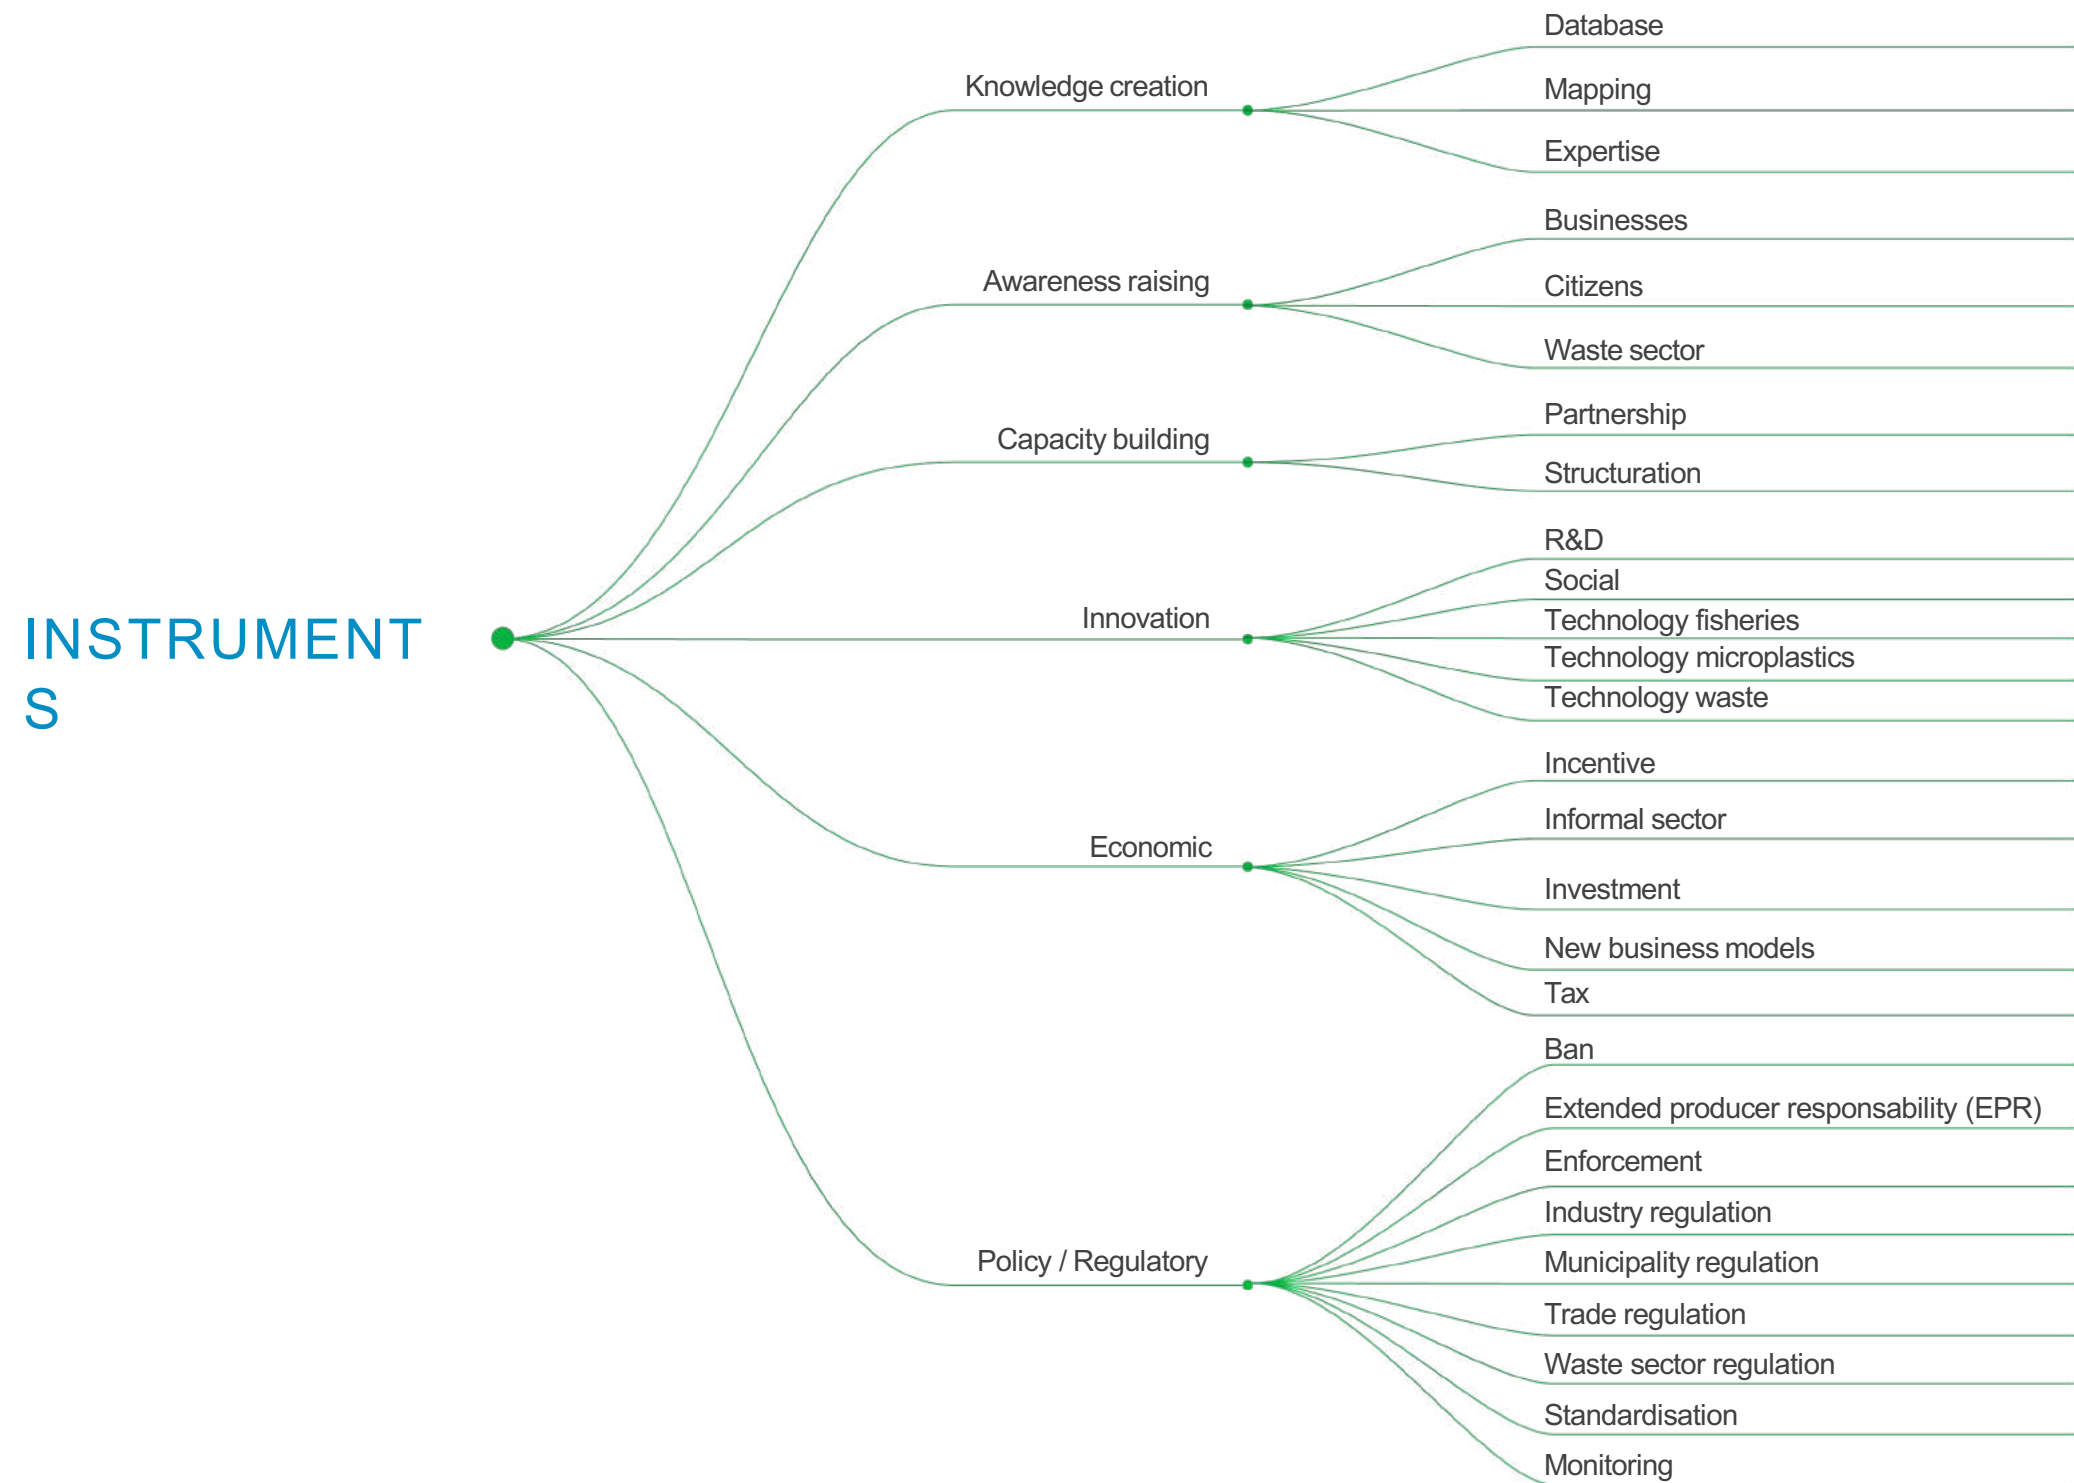 INSTRUMENT
S
Knowledge creation
Database
Mapping
Expertise
Awareness raising
Businesses
Citizens
Waste sector
Capacity building
Partnership
Structuration
Innovation
R&D
Social
Technology fisheries
Technology microplastics
Technology waste
Economic
Incentive
Informal sector
Investment
New business models
Tax
Policy / Regulatory
Ban
Extended producer responsability (EPR)
Enforcement
Industry regulation
Municipality regulation
Trade regulation
Waste sector regulation
Standardisation
Monitoring